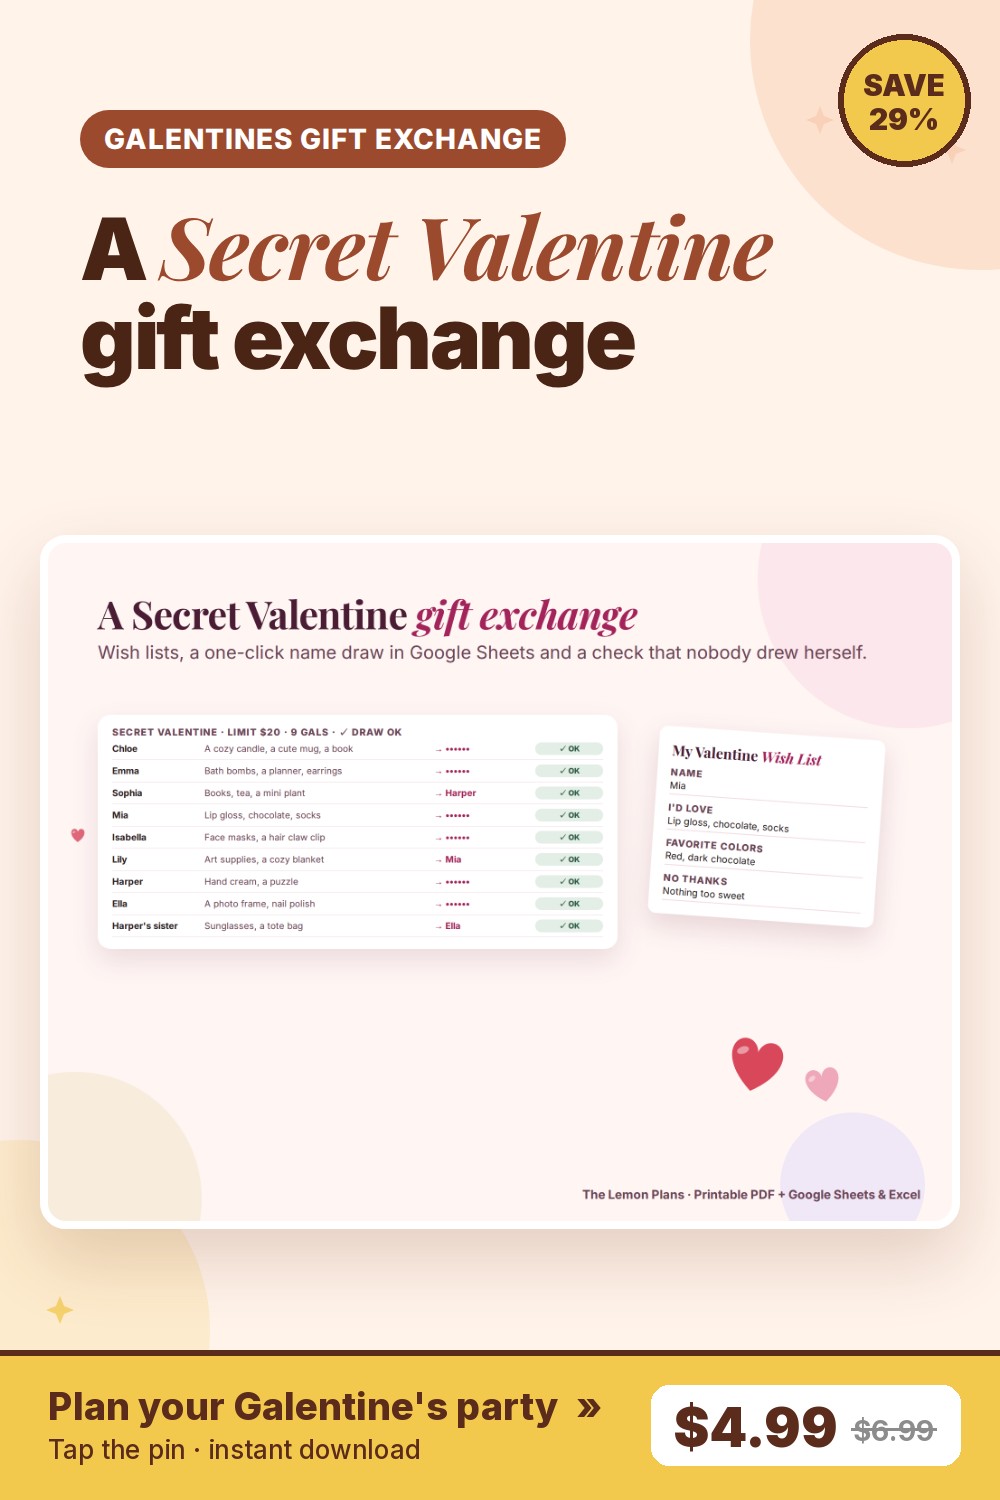 SAVE
29%
GALENTINES GIFT EXCHANGE
A Secret Valentine
gift exchange
A Secret Valentine gift exchange
Wish lists, a one-click name draw in Google Sheets and a check that nobody drew herself.
SECRET VALENTINE · LIMIT $20 · 9 GALS · ✓ DRAW OK
Chloe A cozy candle, a cute mug, a book → •••••• ✓ OK
Emma Bath bombs, a planner, earrings → •••••• ✓ OK
Sophia Books, tea, a mini plant → Harper ✓ OK
Mia Lip gloss, chocolate, socks → •••••• ✓ OK
Isabella Face masks, a hair claw clip → •••••• ✓ OK
Lily Art supplies, a cozy blanket → Mia ✓ OK
Harper Hand cream, a puzzle → •••••• ✓ OK
Ella A photo frame, nail polish → •••••• ✓ OK
Harper's sister Sunglasses, a tote bag → Ella ✓ OK
My Valentine Wish List
NAME
Mia
I'D LOVE
Lip gloss, chocolate, socks
FAVORITE COLORS
Red, dark chocolate
NO THANKS
Nothing too sweet
The Lemon Plans · Printable PDF + Google Sheets & Excel
Plan your Galentine's party »
Tap the pin · instant download
$4.99 $6.99